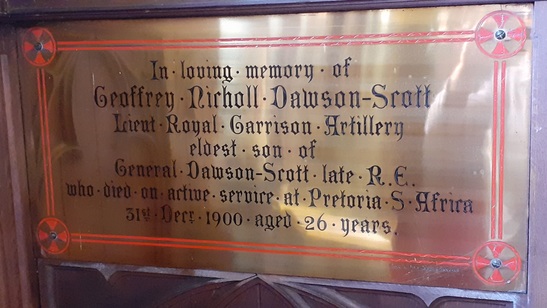 In · loving · memory · of
Geoffrey · Nicholl · Dawson-Scott
Lieut · Royal · Garrison · Artillery
eldest · son · of
General · Dawson-Scott · late · R.E.
who · died · on · active · service · at · Pretoria · S · Africa
31st · Decr · 1900 · aged · 26 · years.